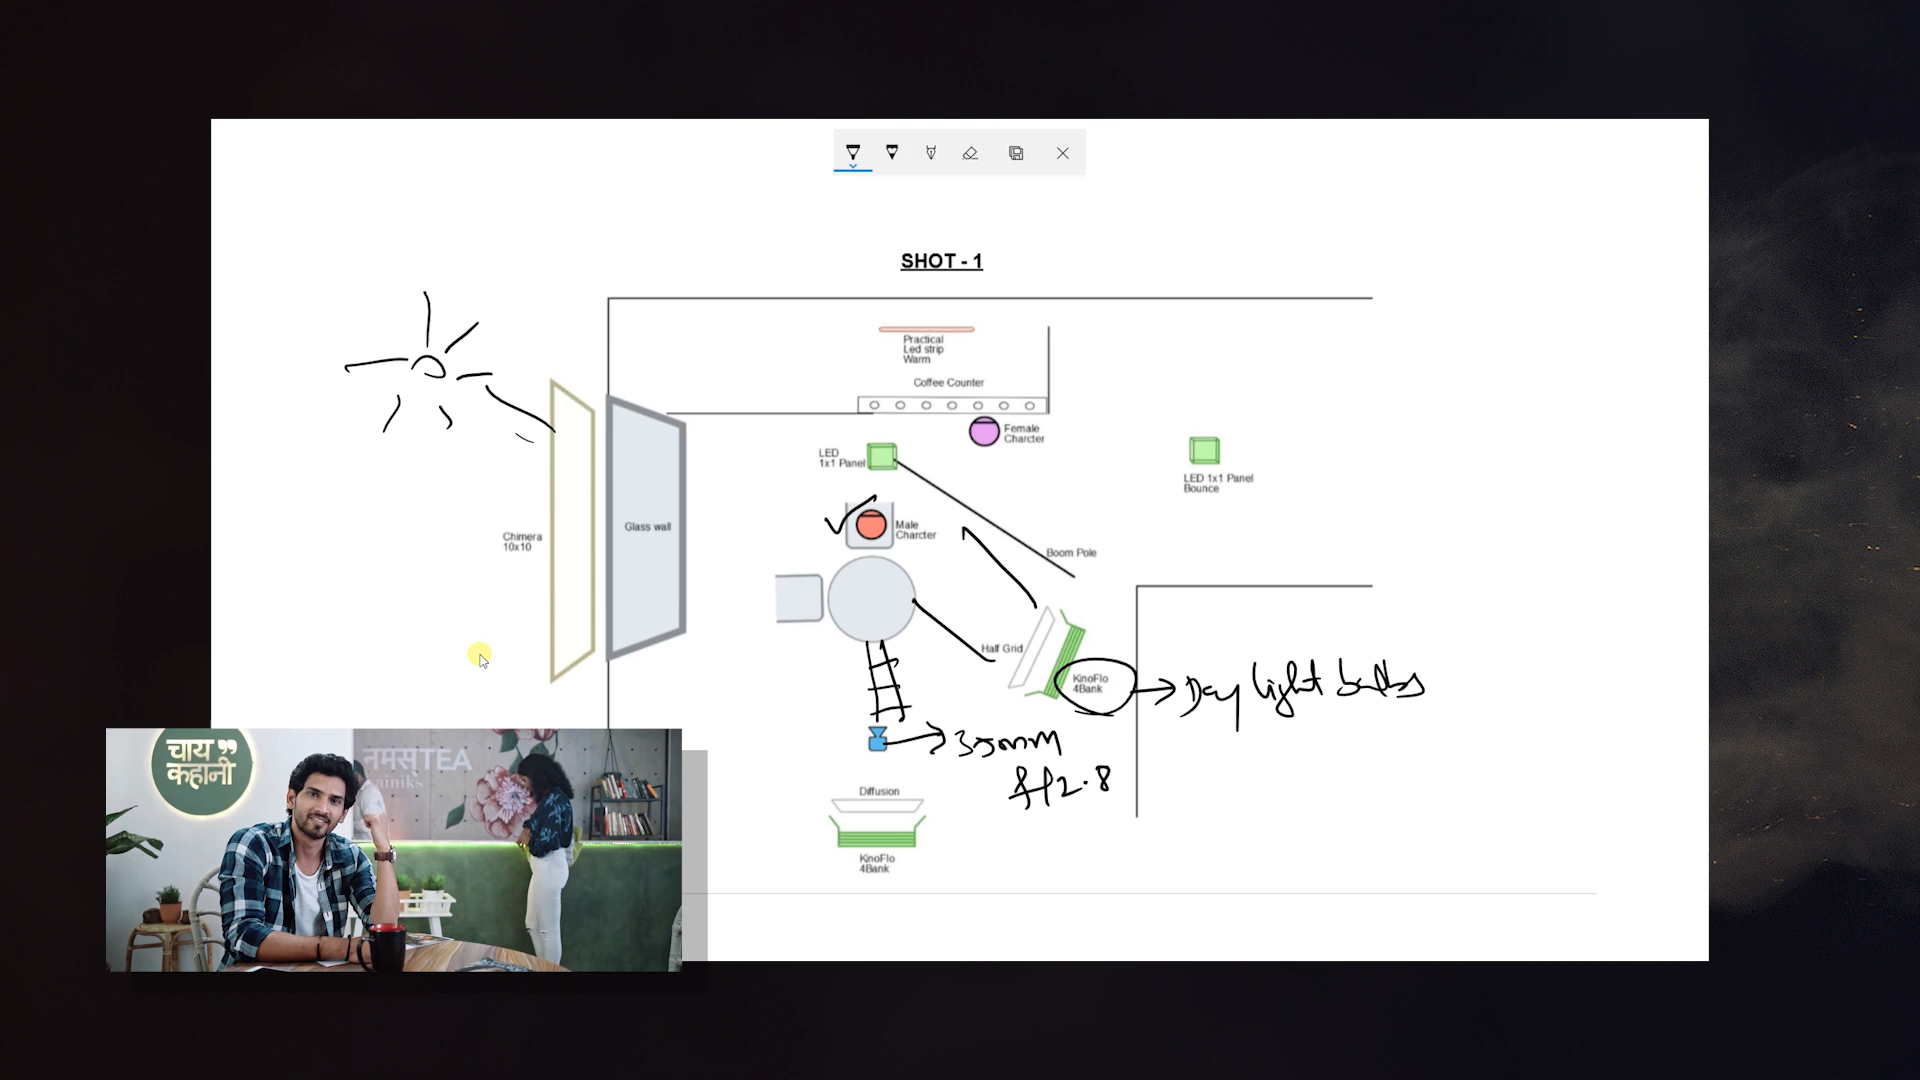 SHOT - 1
Practical
Led strip
Warm
Coffee Counter
Female
Charcter
LED
1x1 Panel
LED 1x1 Panel
Bounce
Male
Charcter
Glass wall
Chimera
10x10
Boom Pole
Half Grid
KinoFlo
4Bank
Day light bulbs
35mm
f/2.8
Diffusion
KinoFlo
4Bank
चाय
कहानी
नमस्TEA